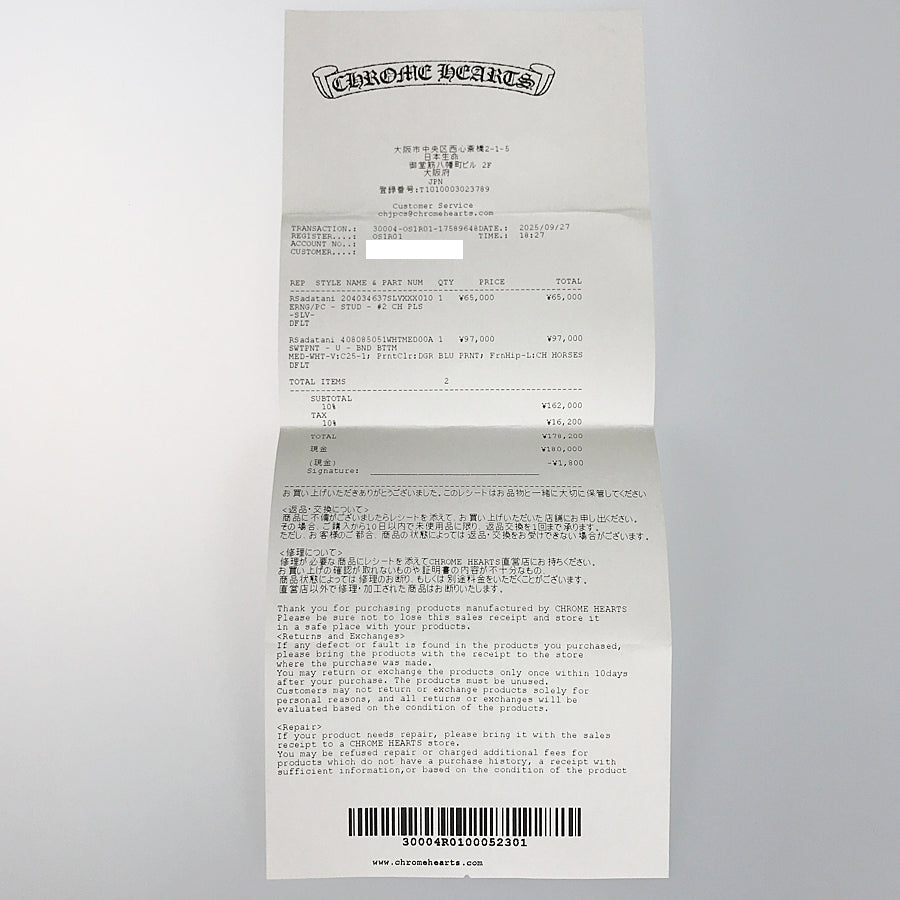 CHROME HEARTS
大阪市中央区西心斎橋2-1-5
日本生命
御堂筋八幡町ビル 2F
大阪府
JPN
登録番号:T1010003023789
Customer Service
chjpcs@chromehearts.com
TRANSACTION.: 30004-OS1R01-17589648DATE.: 2025/09/27
REGISTER....: OS1R01 TIME.: 18:27
ACCOUNT NO..:
CUSTOMER....:
REP STYLE NAME & PART NUM QTY PRICE TOTAL
RSadatani 204034637SLVXXX010 1 ¥65,000 ¥65,000
ERNG/PC - STUD - #2 CH PLS
-SLV-
DFLT
RSadatani 408085051WHTMED00A 1 ¥97,000 ¥97,000
SWTPNT - U - BND BTTM
MED-WHT-V:C25-1; PrntClr:DGR BLU PRNT; FrnHip-L:CH HORSES
DFLT
TOTAL ITEMS 2
SUBTOTAL
10% ¥162,000
TAX
10% ¥16,200
TOTAL ¥178,200
現金 ¥180,000
(現金) -¥1,800
Signature:
お買い上げいただきありがとうございました。このレシートはお品物と一緒に大切に保管してください
<返品・交換について>
商品に不備がございましたらレシートを添えて、お買い上げいただいた店舗にお申し出ください。
その場合、ご購入から10日以内で未使用品に限り、返品交換を1回まで承ります。
ただし、お客様のご都合、商品の状態によっては返品・交換をお受けできない場合がございます。
<修理について>
修理が必要な商品にレシートを添えてCHROME HEARTS直営店にお持ちください。
お買い上げの確認が取れないものや証明書の内容が不十分なもの、
商品状態によっては修理のお断り、もしくは別途料金をいただくことがございます。
直営店以外で修理・加工された商品はお断りいたします。
Thank you for purchasing products manufactured by CHROME HEARTS
Please be sure not to lose this sales receipt and store it
in a safe place with your products.
<Returns and Exchanges>
If any defect or fault is found in the products you purchased,
please bring the products with the receipt to the store
where the purchase was made.
You may return or exchange the products only once within 10days
after your purchase. The products must be unused.
Customers may not return or exchange products solely for
personal reasons, and all returns or exchanges will be
evaluated based on the condition of the products.
<Repair>
If your product needs repair, please bring it with the sales
receipt to a CHROME HEARTS store.
You may be refused repair or charged additional fees for
products which do not have a purchase history, a receipt with
sufficient information,or based on the condition of the product
30004R0100052301
www.chromehearts.com